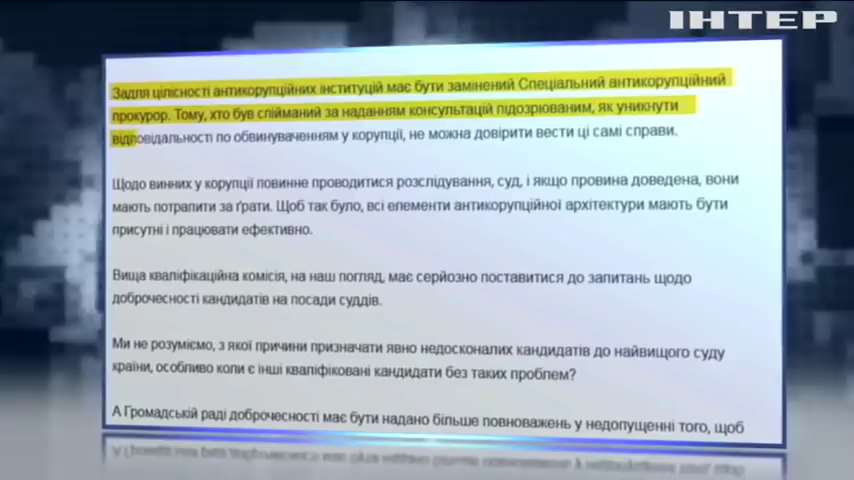 ІНТЕР
Задля цілісності антикорупційних інституцій має бути замінений Спеціальний антикорупційний
прокурор. Тому, хто був спійманий за наданням консультацій підозрюваним, як уникнути
відповідальності по обвинуваченням у корупції, не можна довірити вести ці самі справи.
Щодо винних у корупції повинне проводитися розслідування, суд, і якщо провина доведена, вони
мають потрапити за ґрати. Щоб так було, всі елементи антикорупційної архітектури мають бути
присутні і працювати ефективно.
Вища кваліфікаційна комісія, на наш погляд, має серйозно поставитися до запитань щодо
доброчесності кандидатів на посади суддів.
Ми не розуміємо, з якої причини призначати явно недосконалих кандидатів до найвищого суду
країни, особливо коли є інші кваліфіковані кандидати без таких проблем?
А Громадській раді доброчесності має бути надано більше повноважень у недопущенні того, щоб